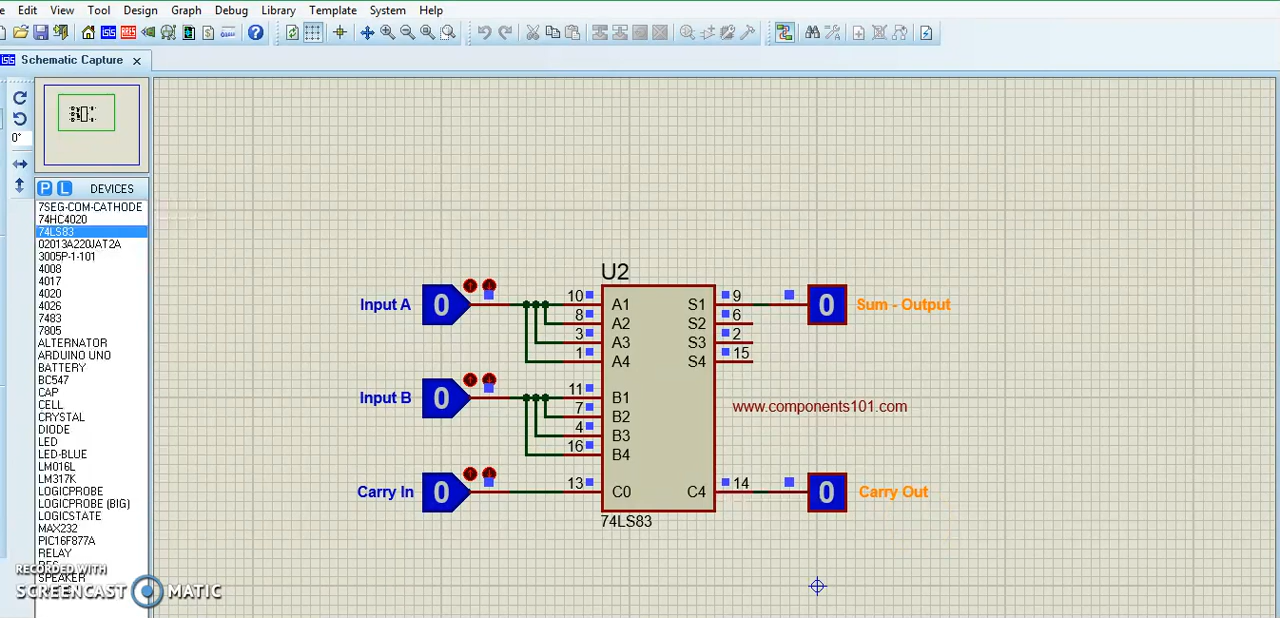 Edit View Tool Design Graph Debug Library Template System Help
Schematic Capture
0°
P L DEVICES
7SEG-COM-CATHODE
74HC4020
74LS83
02013A220JAT2A
3005P-1-101
4008
4017
4020
4026
7483
7805
ALTERNATOR
ARDUINO UNO
BATTERY
BC547
CAP
CELL
CRYSTAL
DIODE
LED
LED-BLUE
LM016L
LM317K
LOGICPROBE
LOGICPROBE (BIG)
LOGICSTATE
MAX232
PIC16F877A
RELAY
SPEAKER
RECORDED WITH
SCREENCAST MATIC
U2
Input A 0 10 A1 S1 9 0 Sum - Output
8 A2 S2 6
3 A3 S3 2
1 A4 S4 15
Input B 0 11 B1
7 B2 www.components101.com
4 B3
16 B4
Carry In 0 13 C0 C4 14 0 Carry Out
74LS83